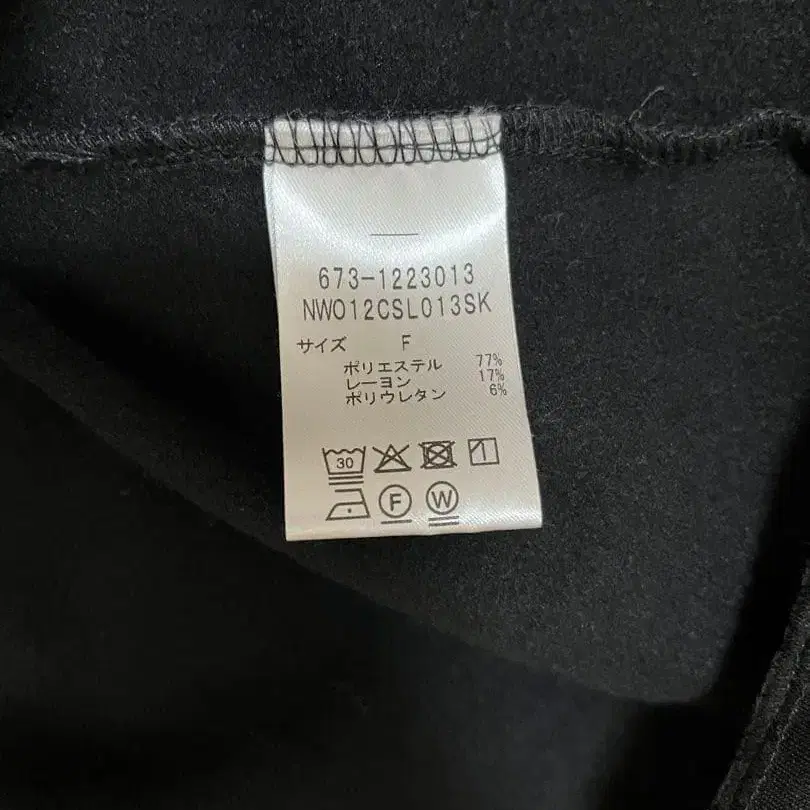 673-1223013
NW012CSL013SK
サイズ F
ポリエステル 77%
レーヨン 17%
ポリウレタン 6%
30
F W